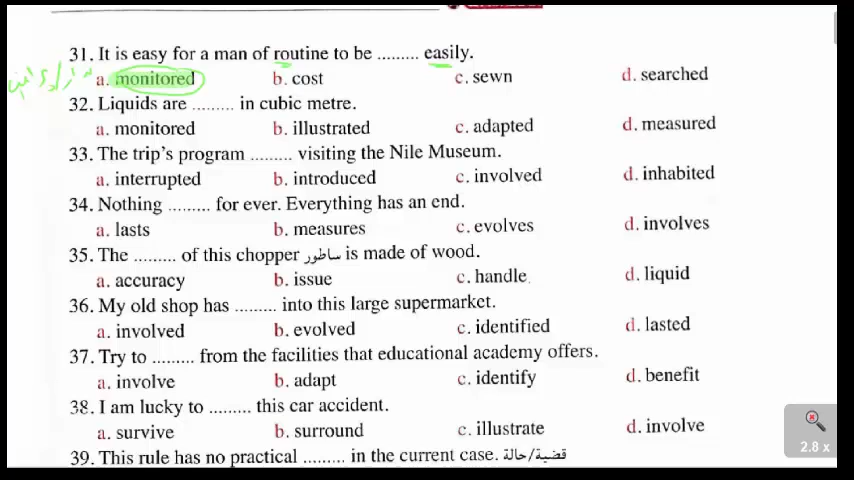 31. It is easy for a man of routine to be ......... easily.
a. monitored b. cost c. sewn d. searched
32. Liquids are ......... in cubic metre.
a. monitored b. illustrated c. adapted d. measured
33. The trip's program ......... visiting the Nile Museum.
a. interrupted b. introduced c. involved d. inhabited
34. Nothing ......... for ever. Everything has an end.
a. lasts b. measures c. evolves d. involves
35. The ......... of this chopper ساطور is made of wood.
a. accuracy b. issue c. handle d. liquid
36. My old shop has ......... into this large supermarket.
a. involved b. evolved c. identified d. lasted
37. Try to ......... from the facilities that educational academy offers.
a. involve b. adapt c. identify d. benefit
38. I am lucky to ......... this car accident.
a. survive b. surround c. illustrate d. involve
39. This rule has no practical ......... in the current case. قضية/حالة
2.8 x